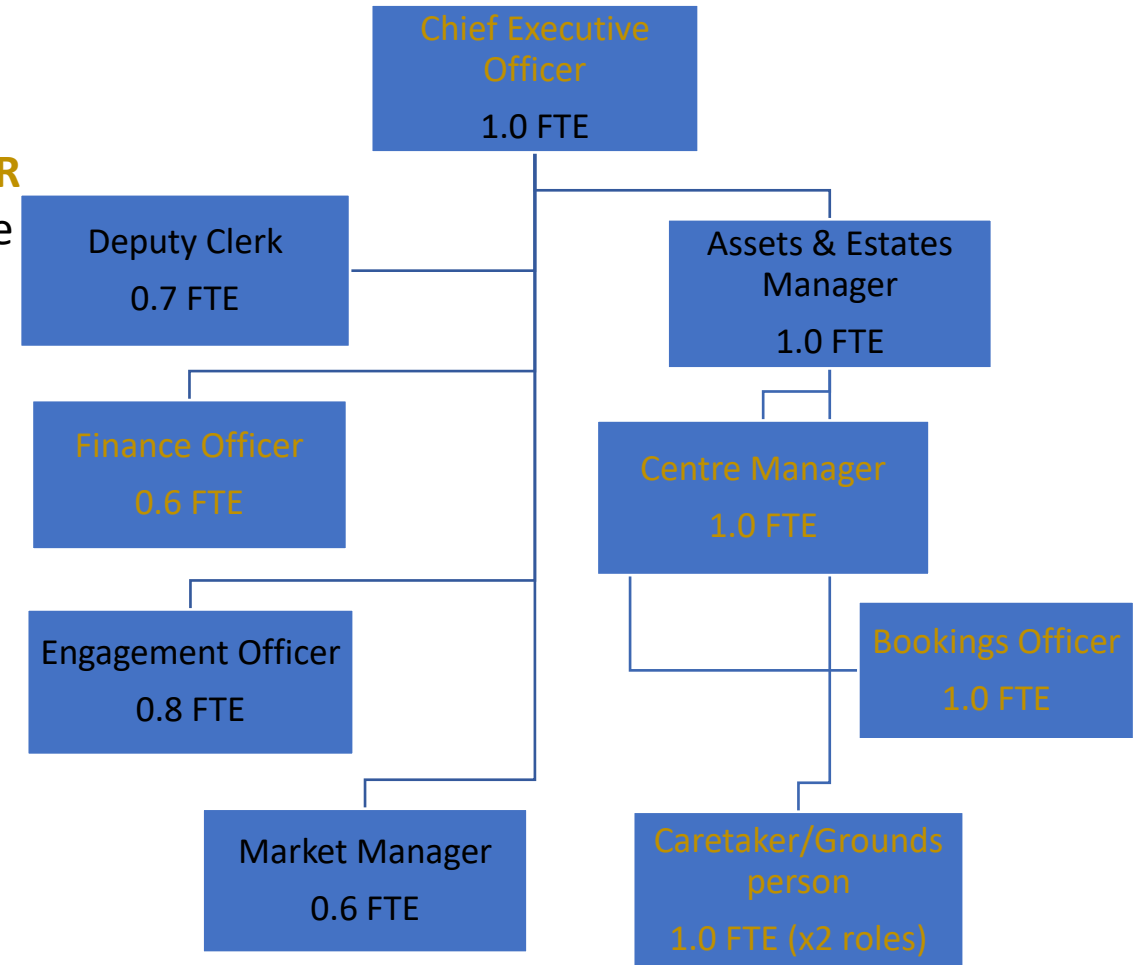 Chief Executive
Officer
1.0 FTE
R
e
Deputy Clerk
0.7 FTE
Assets & Estates
Manager
1.0 FTE
Finance Officer
0.6 FTE
Centre Manager
1.0 FTE
Engagement Officer
0.8 FTE
Bookings Officer
1.0 FTE
Market Manager
0.6 FTE
Caretaker/Grounds
person
1.0 FTE (x2 roles)